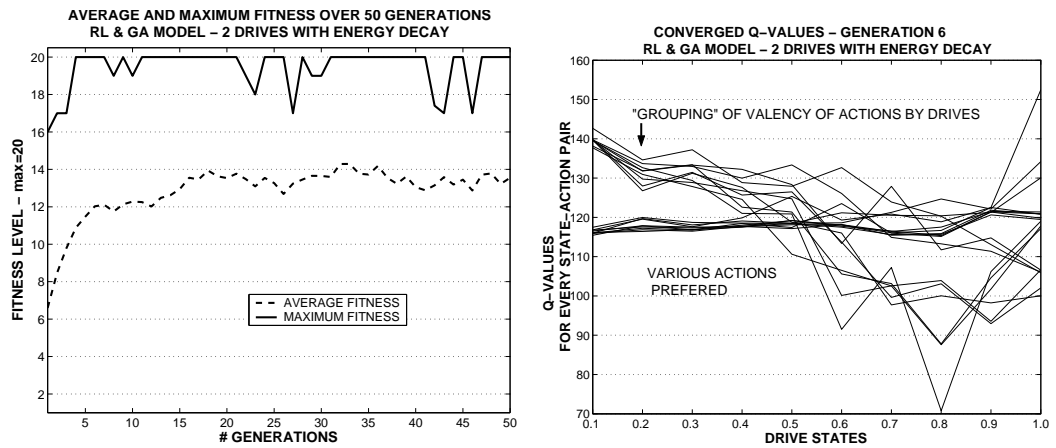 AVERAGE AND MAXIMUM FITNESS OVER 50 GENERATIONS
RL & GA MODEL – 2 DRIVES WITH ENERGY DECAY
FITNESS LEVEL – max=20
20
18
16
14
12
10
8
6
4
2
AVERAGE FITNESS
MAXIMUM FITNESS
5
10
15
20
25
30
35
40
45
50
# GENERATIONS
CONVERGED Q–VALUES – GENERATION 6
RL & GA MODEL – 2 DRIVES WITH ENERGY DECAY
Q–VALUES
FOR EVERY STATE–ACTION PAIR
160
150
140
130
120
110
100
90
80
70
"GROUPING" OF VALENCY OF ACTIONS BY DRIVES
VARIOUS ACTIONS
PREFERED
0.1
0.2
0.3
0.4
0.5
0.6
0.7
0.8
0.9
1.0
DRIVE STATES